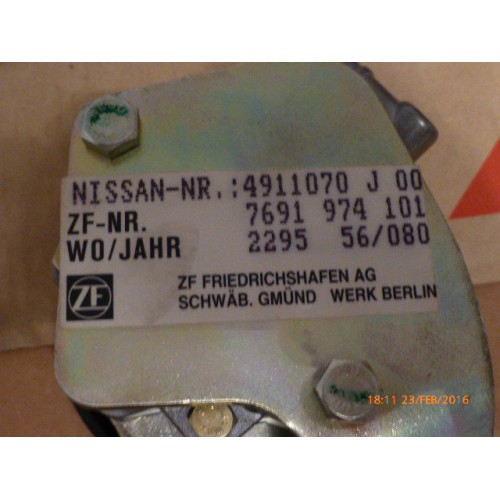 NISSAN-NR.:4911070 J 00
ZF-NR. 7691 974 101
WO/JAHR 2295 56/080
ZF
ZF FRIEDRICHSHAFEN AG
SCHWÄB. GMÜND WERK BERLIN
18:11 23/FEB/2016